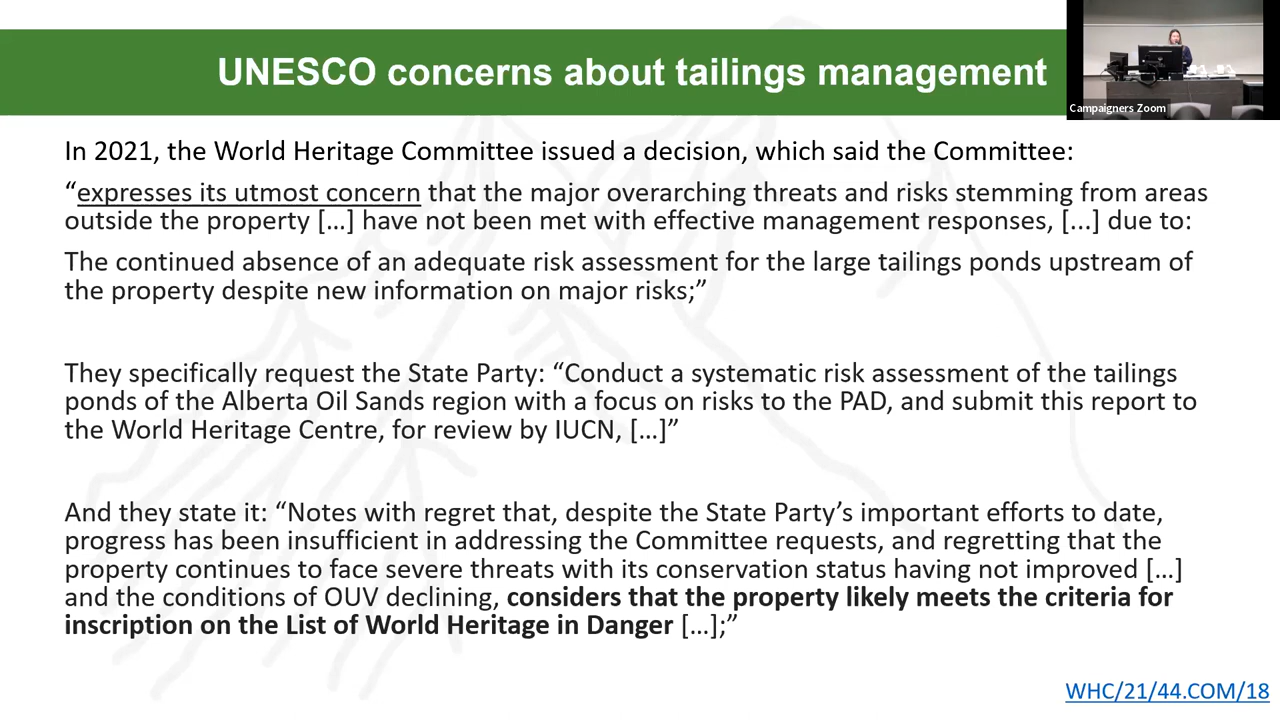 UNESCO concerns about tailings management
Campaigners Zoom
In 2021, the World Heritage Committee issued a decision, which said the Committee:
“expresses its utmost concern that the major overarching threats and risks stemming from areas
outside the property […] have not been met with effective management responses, [...] due to:
The continued absence of an adequate risk assessment for the large tailings ponds upstream of
the property despite new information on major risks;”
They specifically request the State Party: “Conduct a systematic risk assessment of the tailings
ponds of the Alberta Oil Sands region with a focus on risks to the PAD, and submit this report to
the World Heritage Centre, for review by IUCN, […]”
And they state it: “Notes with regret that, despite the State Party’s important efforts to date,
progress has been insufficient in addressing the Committee requests, and regretting that the
property continues to face severe threats with its conservation status having not improved […]
and the conditions of OUV declining, considers that the property likely meets the criteria for
inscription on the List of World Heritage in Danger […];”
WHC/21/44.COM/18